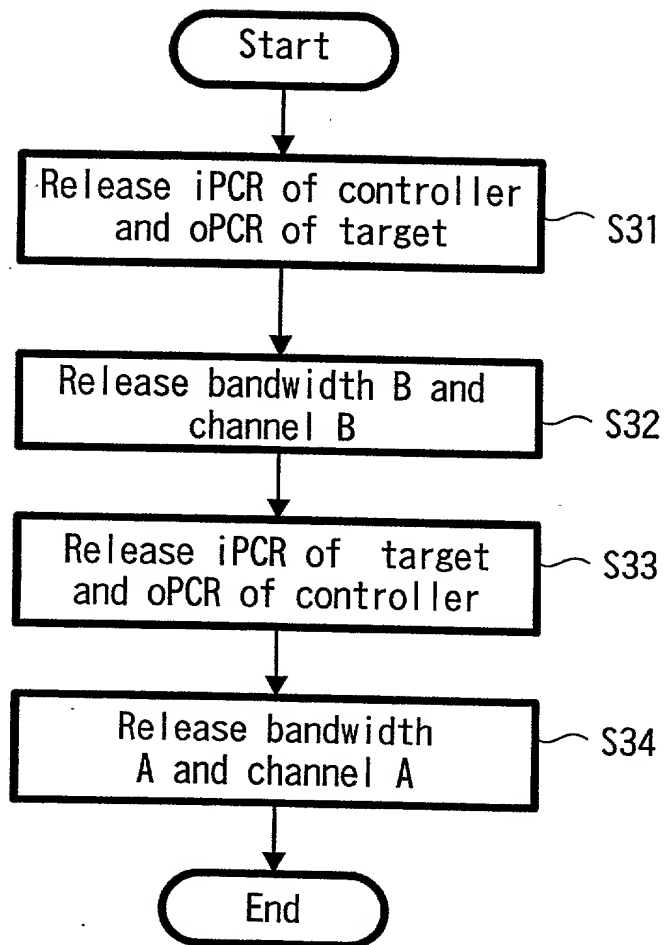 Start
Release iPCR of controller
and oPCR of target
S31
Release bandwidth B and
channel B
S32
Release iPCR of target
and oPCR of controller
S33
Release bandwidth
A and channel A
S34
End